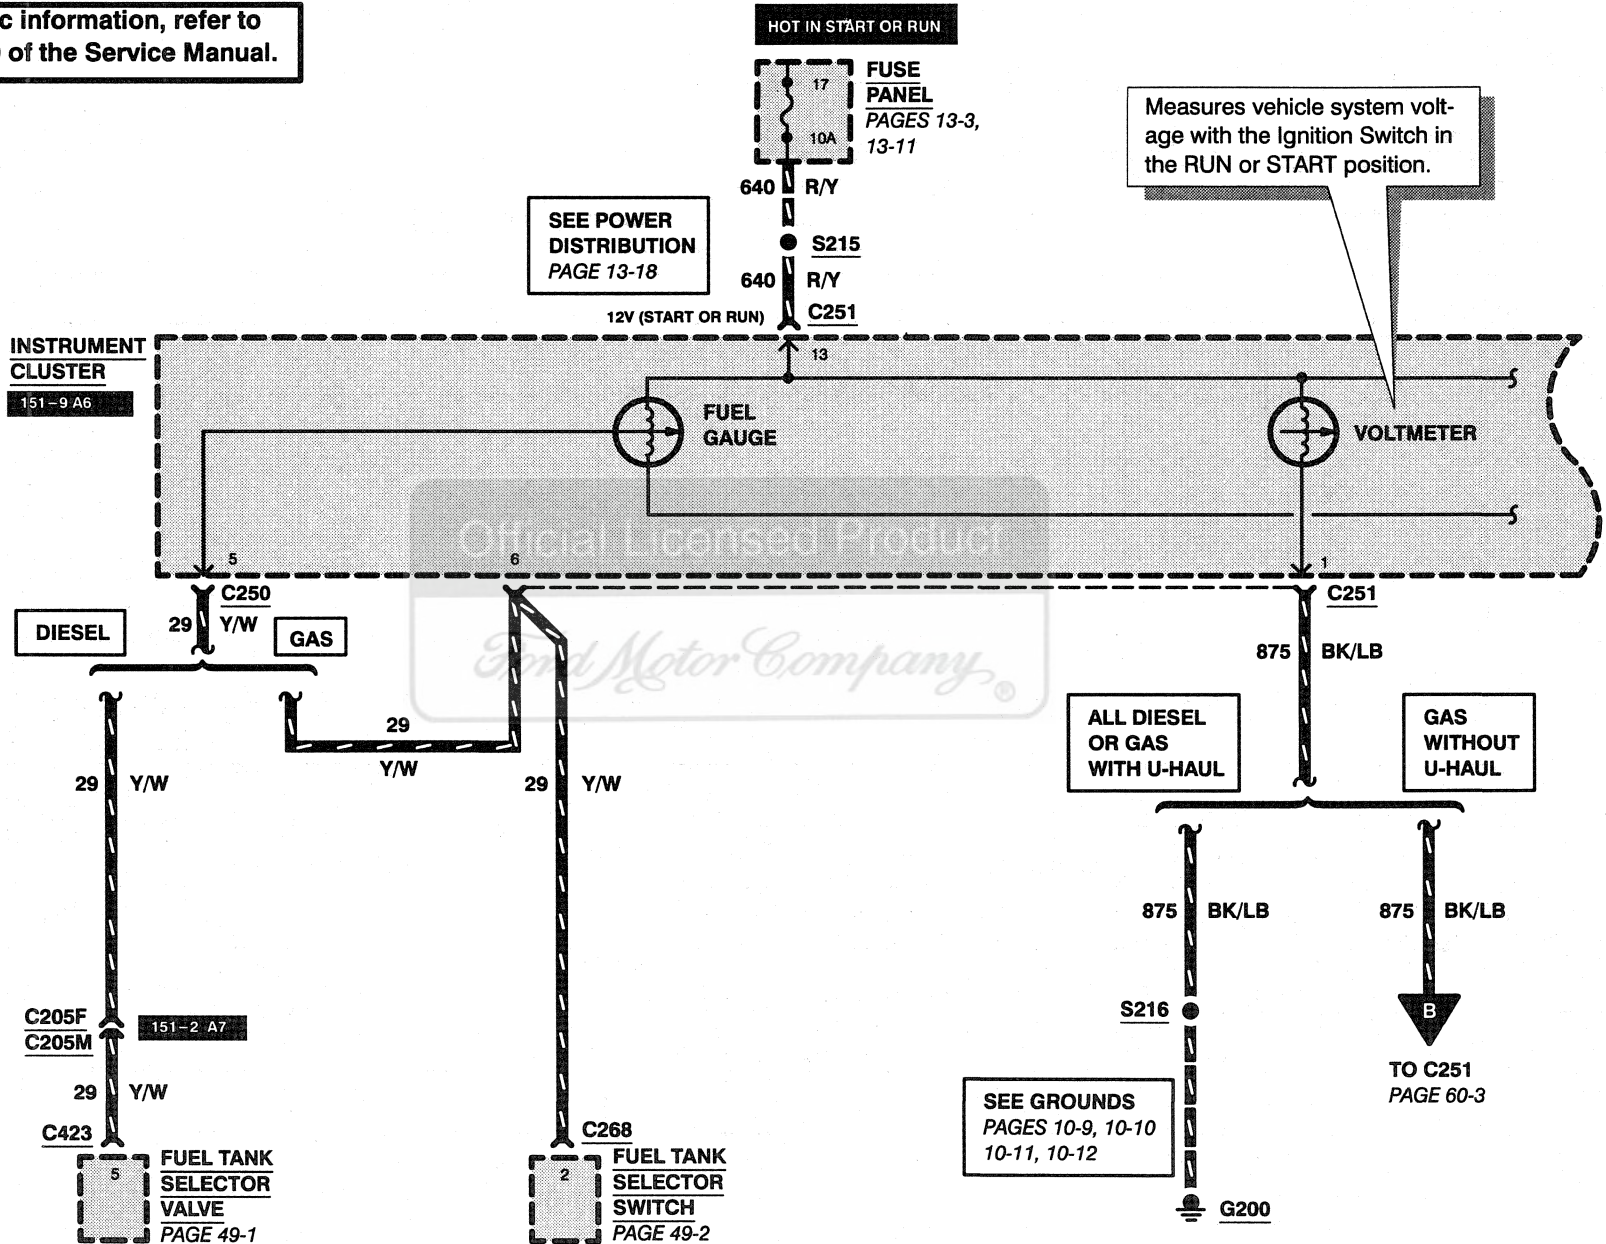 c information, refer to
of the Service Manual.
HOT IN START OR RUN
17
10A
FUSE
PANEL
PAGES 13-3,
13-11
Measures vehicle system volt-
age with the Ignition Switch in
the RUN or START position.
640 R/Y
SEE POWER
DISTRIBUTION
PAGE 13-18
S215
640 R/Y
12V (START OR RUN)
C251
INSTRUMENT
CLUSTER
151-9 A6
13
FUEL
GAUGE
VOLTMETER
Official Licensed Product
5
6
1
C250
C251
DIESEL
29 Y/W
GAS
Ford Motor Company ®
875 BK/LB
29
Y/W
29 Y/W
29 Y/W
ALL DIESEL
OR GAS
WITH U-HAUL
GAS
WITHOUT
U-HAUL
875 BK/LB
875 BK/LB
C205F
C205M
151-2 A7
S216
B
TO C251
PAGE 60-3
29 Y/W
SEE GROUNDS
PAGES 10-9, 10-10
10-11, 10-12
C423
C268
5
FUEL TANK
SELECTOR
VALVE
PAGE 49-1
2
FUEL TANK
SELECTOR
SWITCH
PAGE 49-2
G200